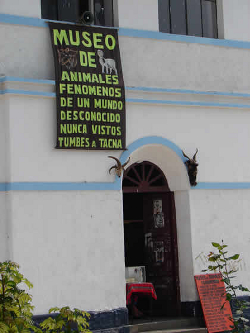 MUSEO
DE
ANIMALES
FENOMENOS
DE UN MUNDO
DESCONOCIDO
NUNCA VISTOS
TUMBES A TACNA